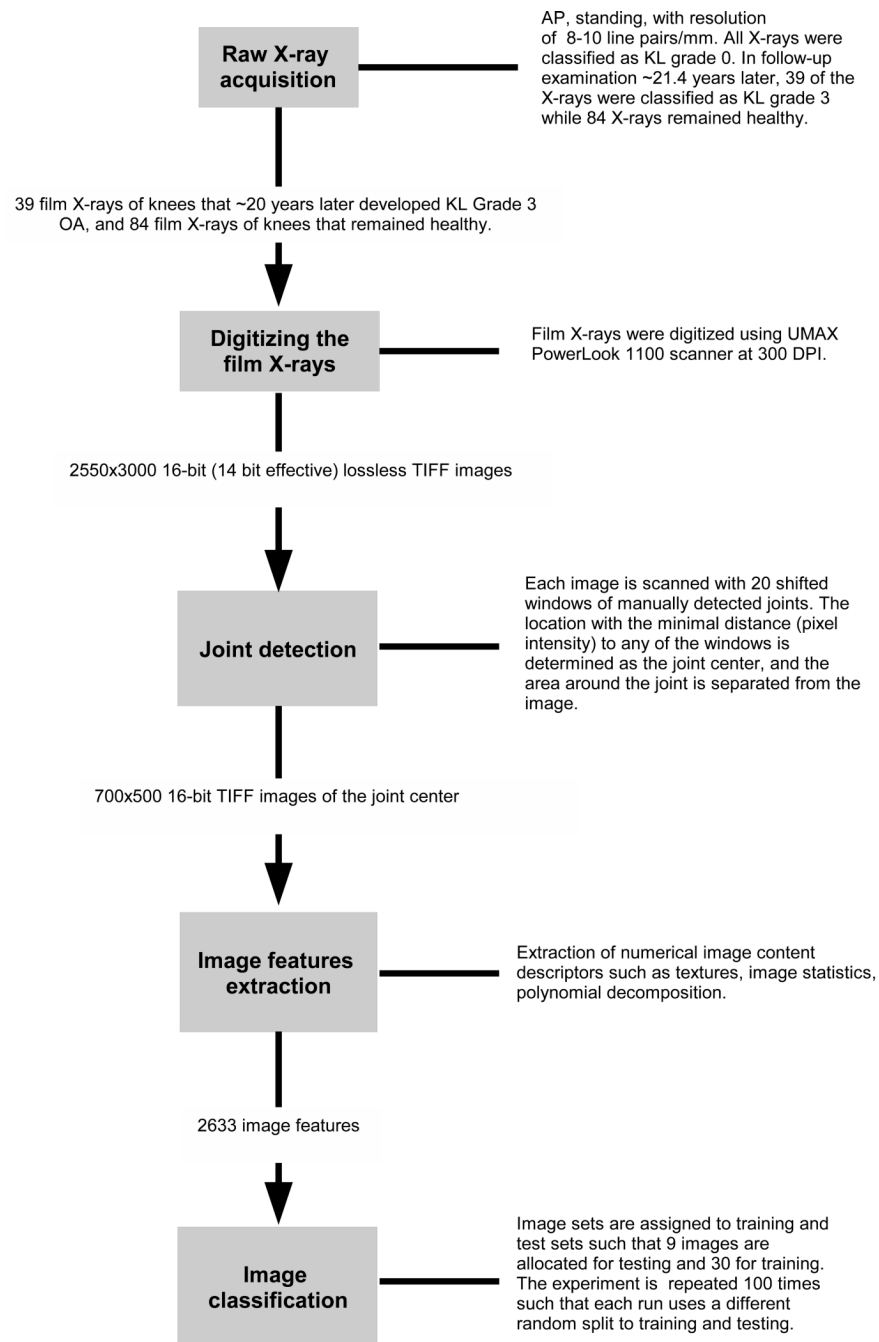 Raw X-ray
acquisition
AP, standing, with resolution
of 8-10 line pairs/mm. All X-rays were
classified as KL grade 0. In follow-up
examination ~21.4 years later, 39 of the
X-rays were classified as KL grade 3
while 84 X-rays remained healthy.
39 film X-rays of knees that ~20 years later developed KL Grade 3
OA, and 84 film X-rays of knees that remained healthy.
Digitizing the
film X-rays
Film X-rays were digitized using UMAX
PowerLook 1100 scanner at 300 DPI.
2550x3000 16-bit (14 bit effective) lossless TIFF images
Joint detection
Each image is scanned with 20 shifted
windows of manually detected joints. The
location with the minimal distance (pixel
intensity) to any of the windows is
determined as the joint center, and the
area around the joint is separated from the
image.
700x500 16-bit TIFF images of the joint center
Image features
extraction
Extraction of numerical image content
descriptors such as textures, image statistics,
polynomial decomposition.
2633 image features
Image
classification
Image sets are assigned to training and
test sets such that 9 images are
allocated for testing and 30 for training.
The experiment is repeated 100 times
such that each run uses a different
random split to training and testing.